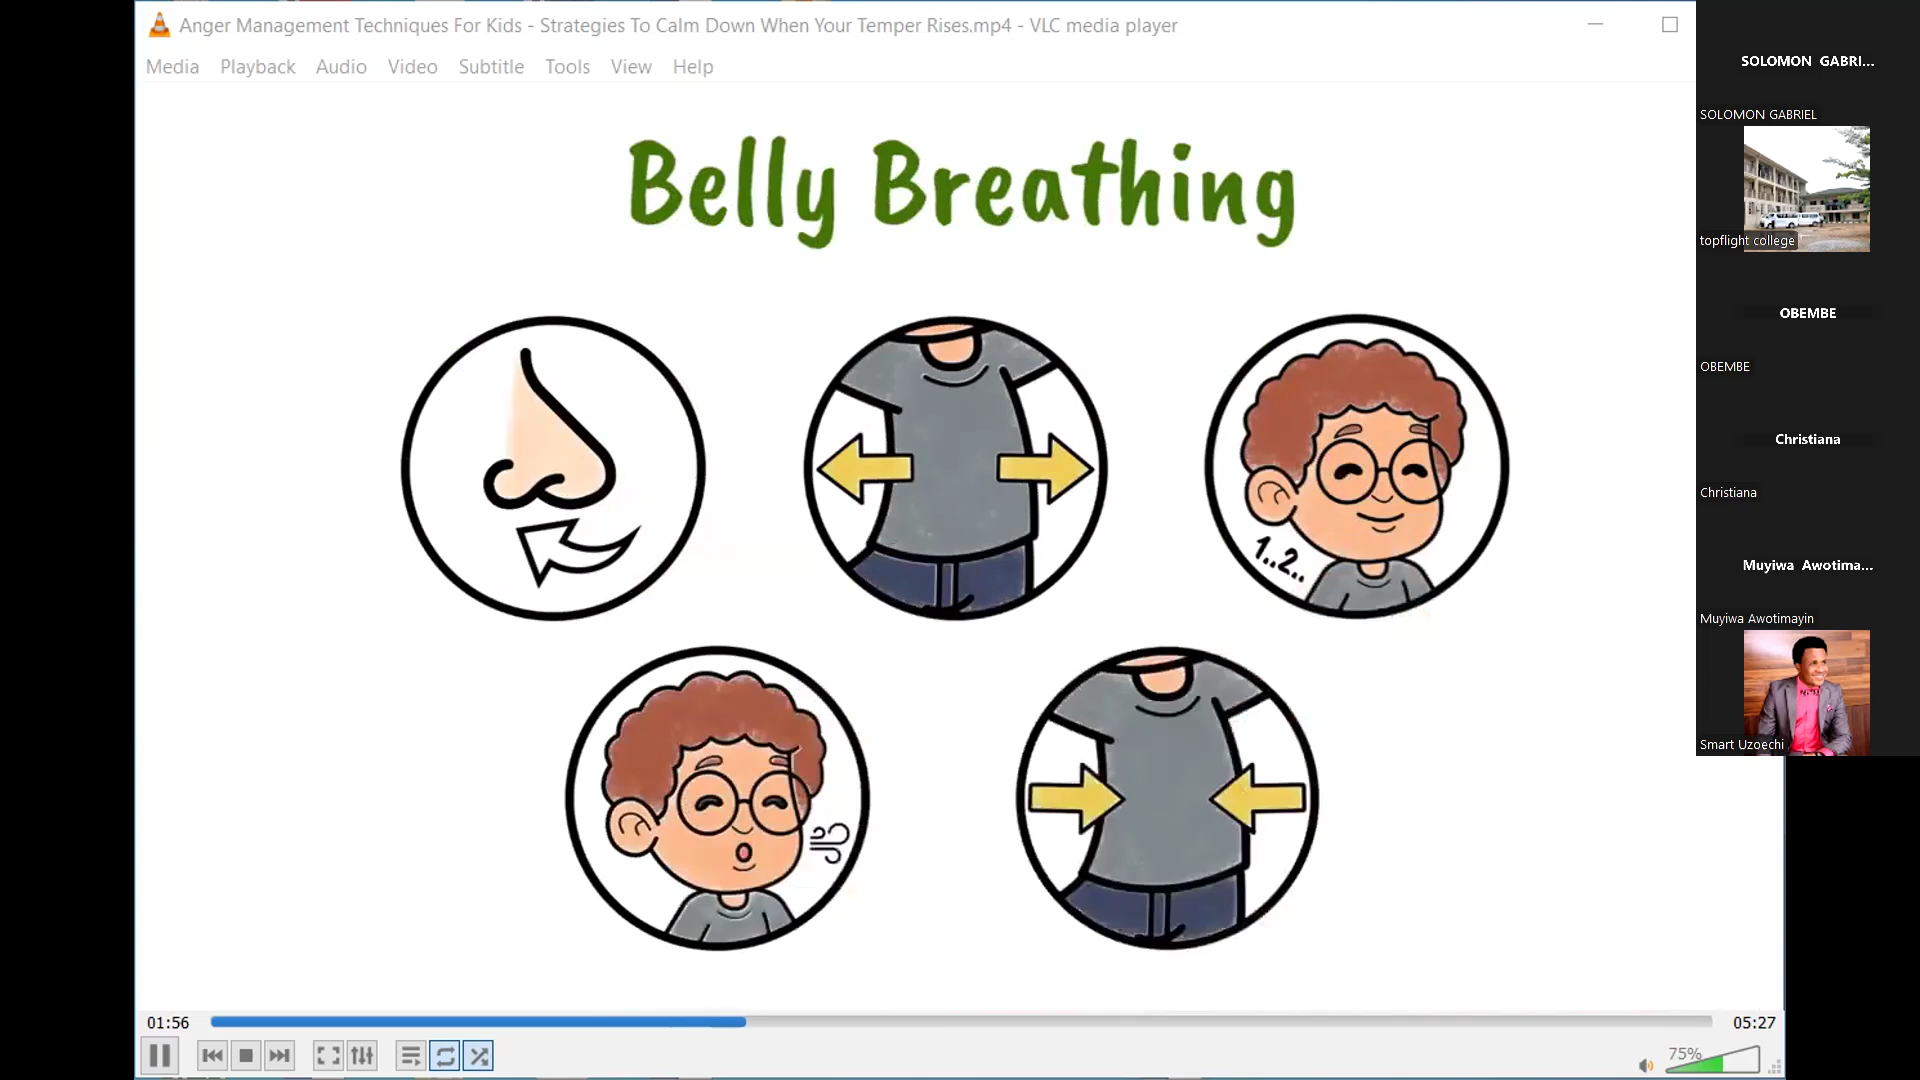 Anger Management Techniques For Kids - Strategies To Calm Down When Your Temper Rises.mp4 - VLC media player
Media Playback Audio Video Subtitle Tools View Help
Belly Breathing
1..2..
01:56
05:27
75%
SOLOMON GABRI...
SOLOMON GABRIEL
topflight college
OBEMBE
OBEMBE
Christiana
Christiana
Muyiwa Awotima...
Muyiwa Awotimayin
Smart Uzoechi